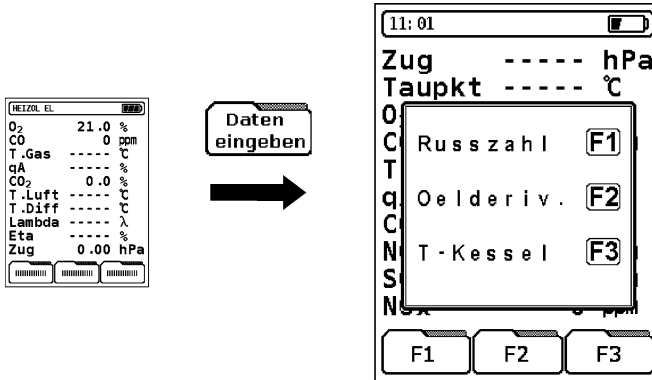 HEIZOL EL
O₂ 21.0 %
CO 0 ppm
T.Gas ----- °C
qA ----- %
CO₂ 0.0 %
T.Luft ----- °C
T.Diff ----- °C
Lambda ----- λ
Eta ----- %
Zug 0.00 hPa
Daten
eingeben
11:01
Zug ----- hPa
Taupkt ----- °C
Russzahl F1
Oelderiv. F2
T-Kessel F3
F1 F2 F3